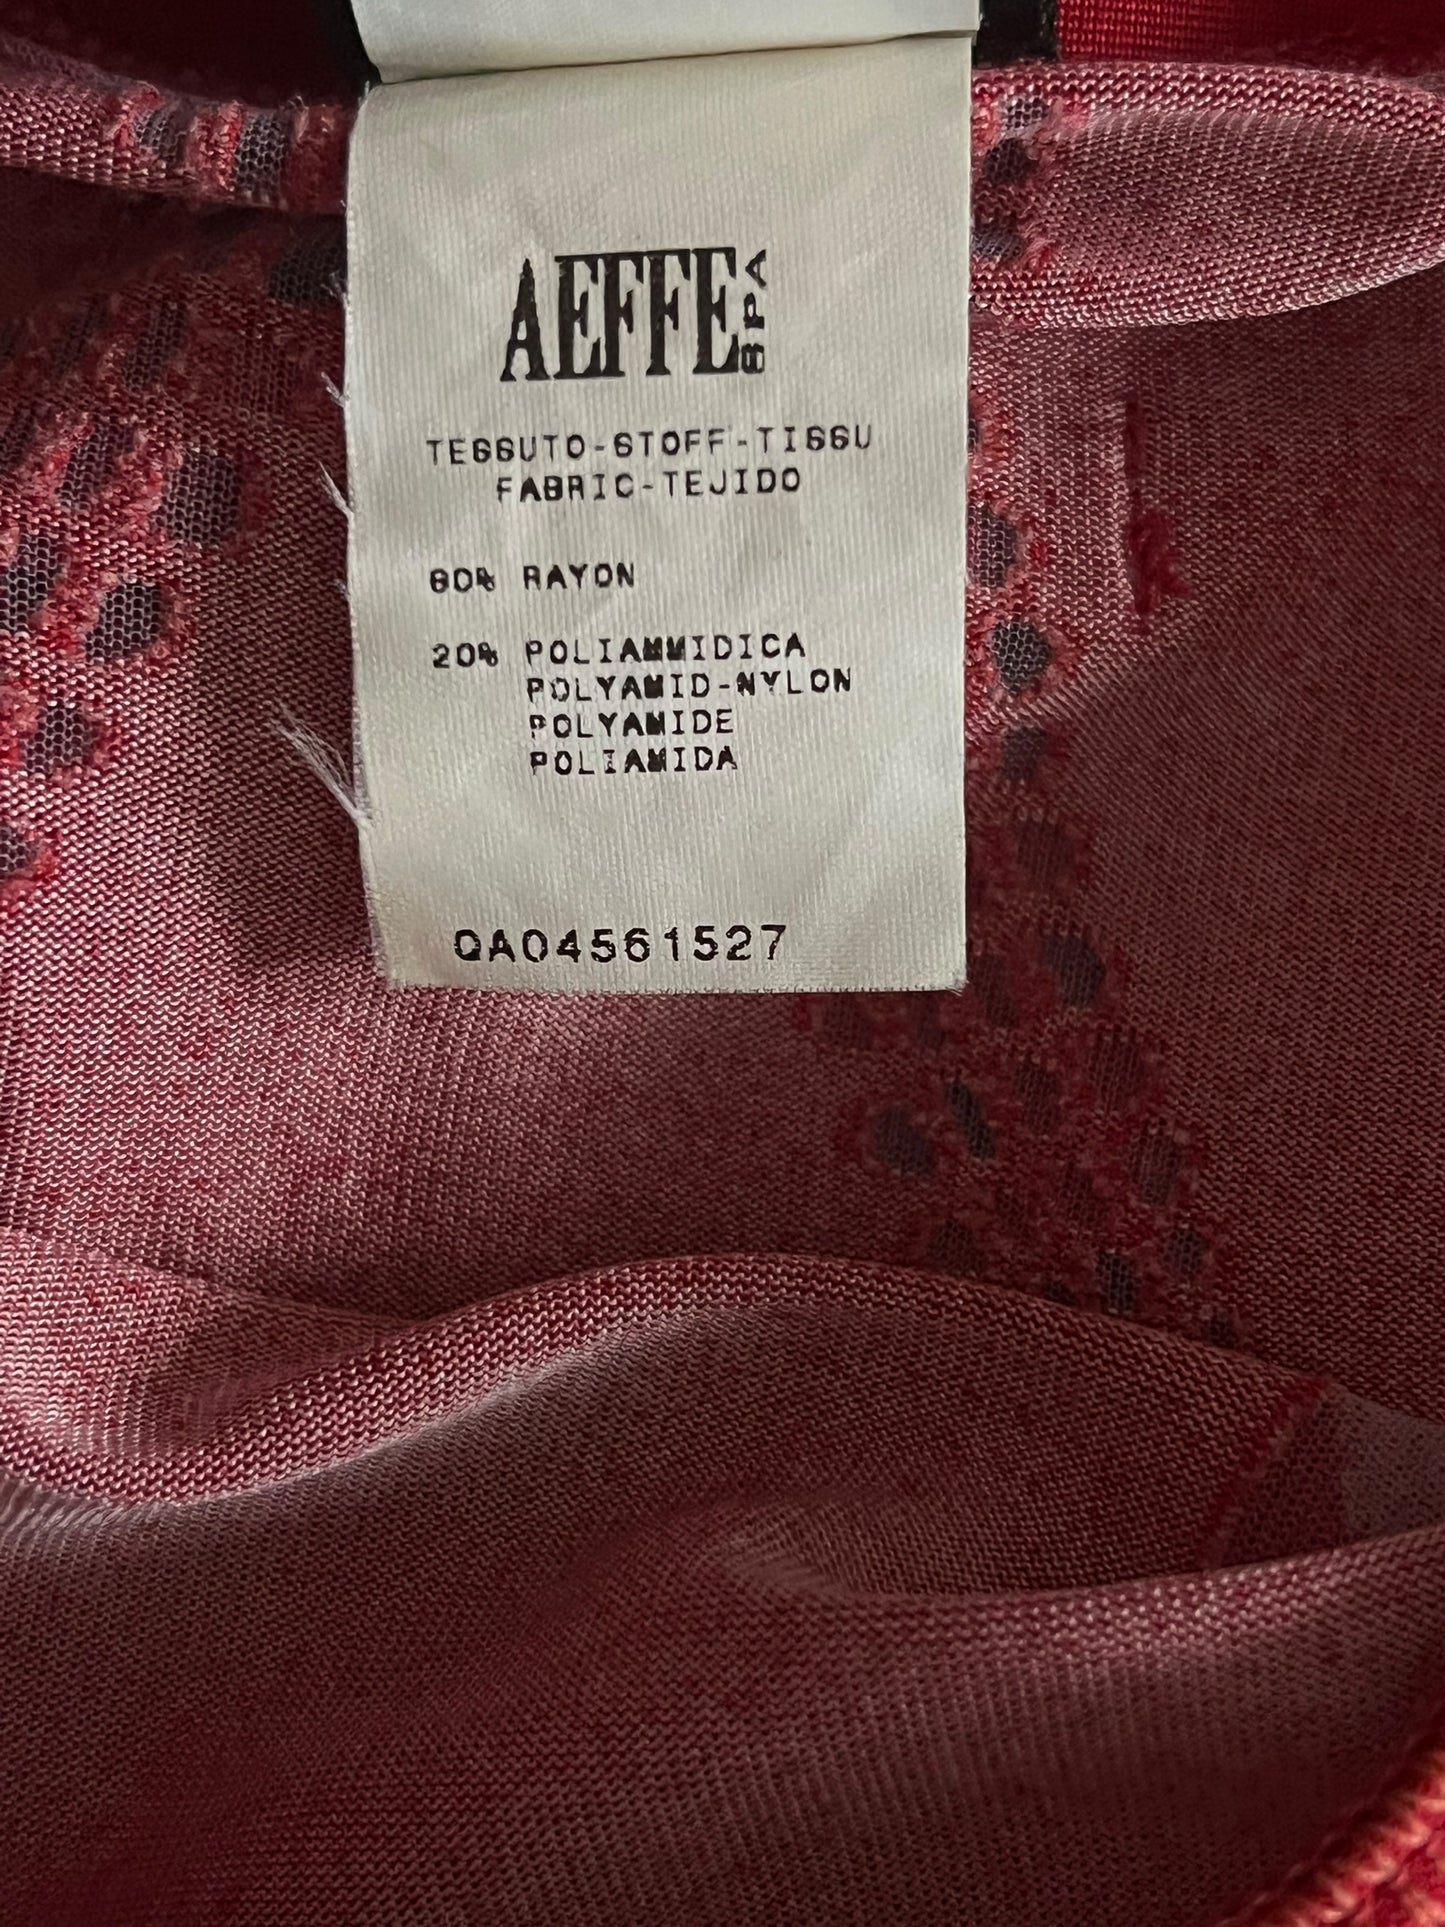 AEFFE SPA
TESSUTO-STOFF-TISSU
FABRIC-TEJIDO
80% RAYON
20% POLIAMMIDICA
POLYAMID-NYLON
POLYAMIDE
POLIAMIDA
QA04561527